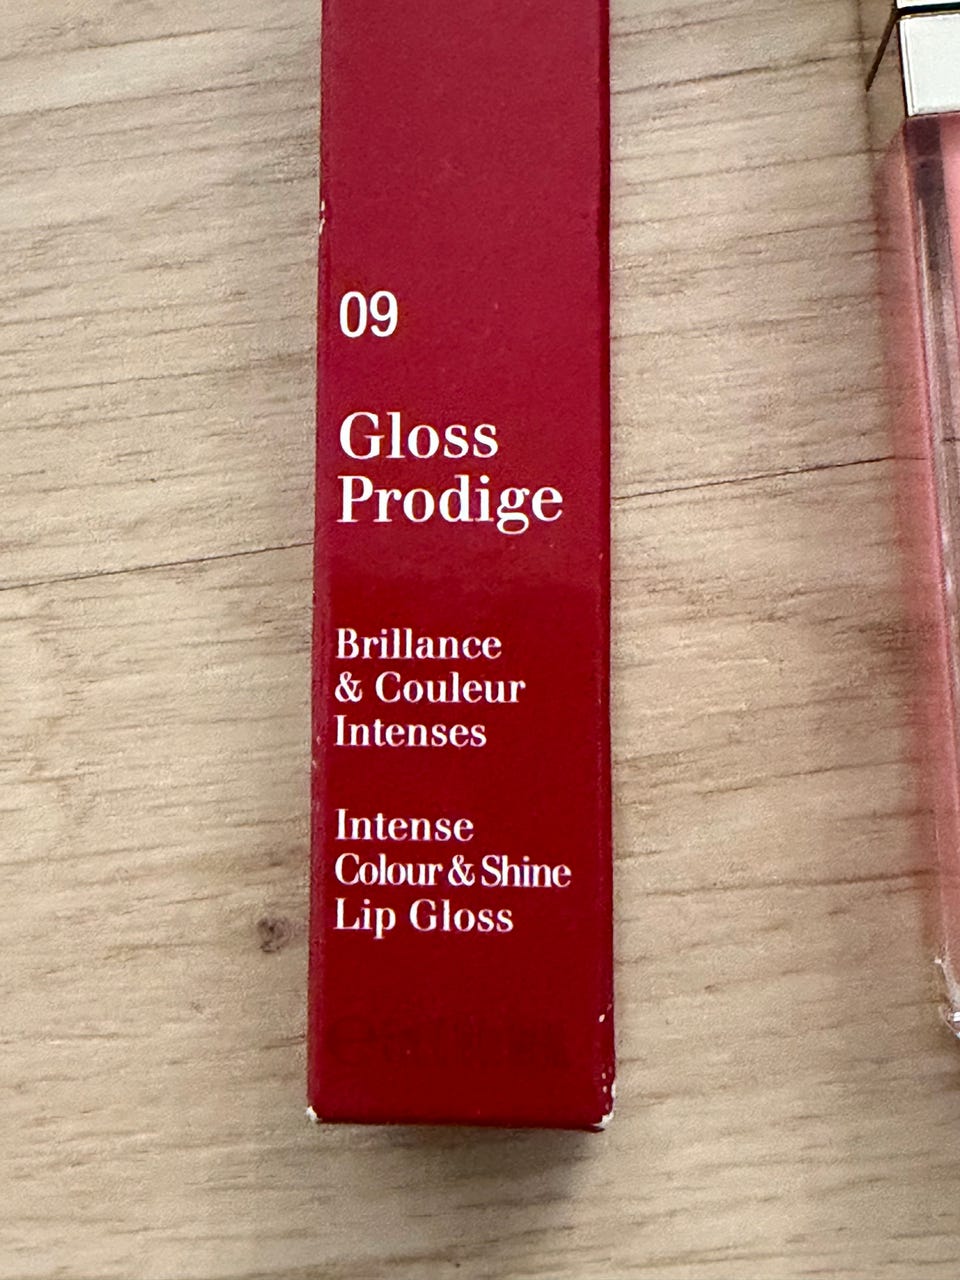 09
Gloss
Prodige
Brillance
& Couleur
Intenses
Intense
Colour & Shine
Lip Gloss